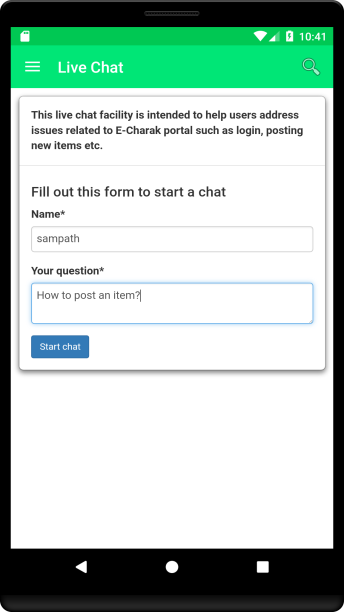 10:41
Live Chat
This live chat facility is intended to help users address
issues related to E-Charak portal such as login, posting
new items etc.
Fill out this form to start a chat
Name*
sampath
Your question*
How to post an item?
Start chat